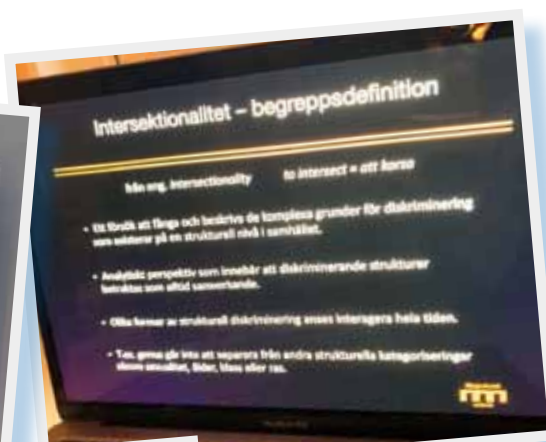 Intersektionalitet – begreppsdefinition
från eng. intersectionality to intersect = att korsa
• Ett försök att fånga och beskriva de komplexa grunder för diskriminering
som existerar på en strukturell nivå i samhället.
• Analytiskt perspektiv som innebär att diskriminerande strukturer
betraktas som alltid samverkande.
• Olika former av strukturell diskriminering anses interagera hela tiden.
• T.ex. genus går inte att separera från andra strukturella kategoriseringar
såsom sexualitet, ålder, klass eller ras.